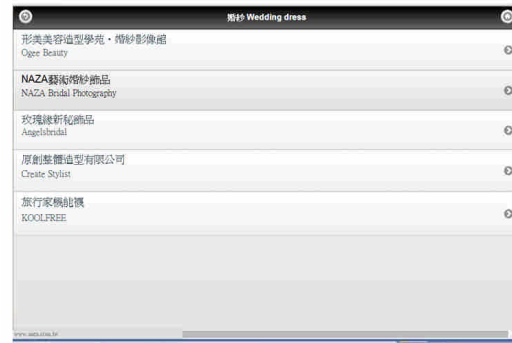 婚紗 Wedding dress
形美美容造型學苑・婚紗影像館
Ogee Beauty
NAZA藝術婚紗飾品
NAZA Bridal Photography
玫瑰緣新秘飾品
Angelsbridal
原創整體造型有限公司
Create Stylist
旅行家機能襪
KOOLFREE